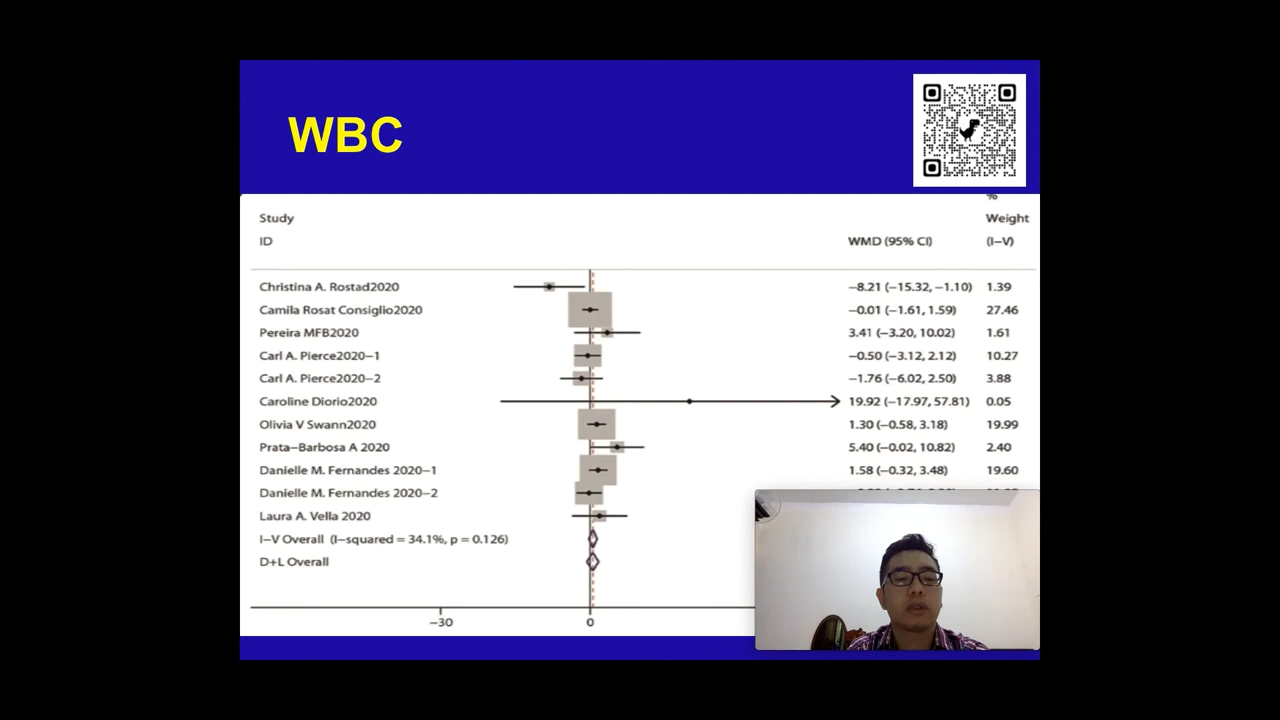 WBC
%
Study Weight
ID WMD (95% CI) (I−V)
Christina A. Rostad2020 −8.21 (−15.32, −1.10) 1.39
Camila Rosat Consiglio2020 −0.01 (−1.61, 1.59) 27.46
Pereira MFB2020 3.41 (−3.20, 10.02) 1.61
Carl A. Pierce2020−1 −0.50 (−3.12, 2.12) 10.27
Carl A. Pierce2020−2 −1.76 (−6.02, 2.50) 3.88
Caroline Diorio2020 19.92 (−17.97, 57.81) 0.05
Olivia V Swann2020 1.30 (−0.58, 3.18) 19.99
Prata−Barbosa A 2020 5.40 (−0.02, 10.82) 2.40
Danielle M. Fernandes 2020−1 1.58 (−0.32, 3.48) 19.60
Danielle M. Fernandes 2020−2
Laura A. Vella 2020
I−V Overall (I−squared = 34.1%, p = 0.126)
D+L Overall
−30 0